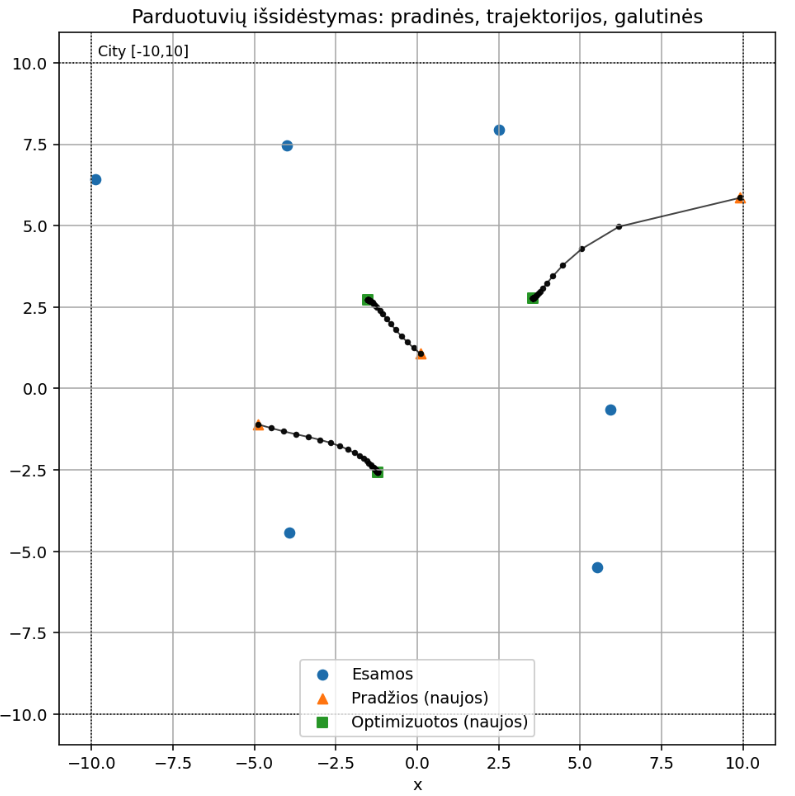 Parduotuvių išsidėstymas: pradinės, trajektorijos, galutinės
City [-10,10]
10.0
7.5
5.0
2.5
0.0
−2.5
−5.0
−7.5
−10.0
Esamos
Pradžios (naujos)
Optimizuotos (naujos)
−10.0 −7.5 −5.0 −2.5 0.0 2.5 5.0 7.5 10.0
x